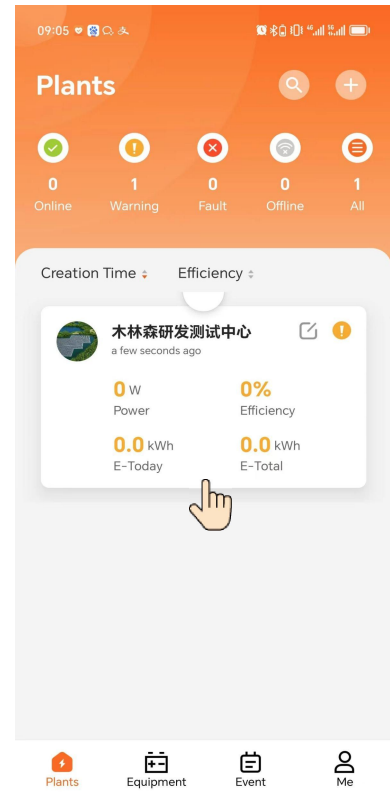 09:05
Plants
0 1 0 0 1
Online Warning Fault Offline All
Creation Time Efficiency
木林森研发测试中心
a few seconds ago
0 W 0%
Power Efficiency
0.0 kWh 0.0 kWh
E-Today E-Total
Plants Equipment Event Me